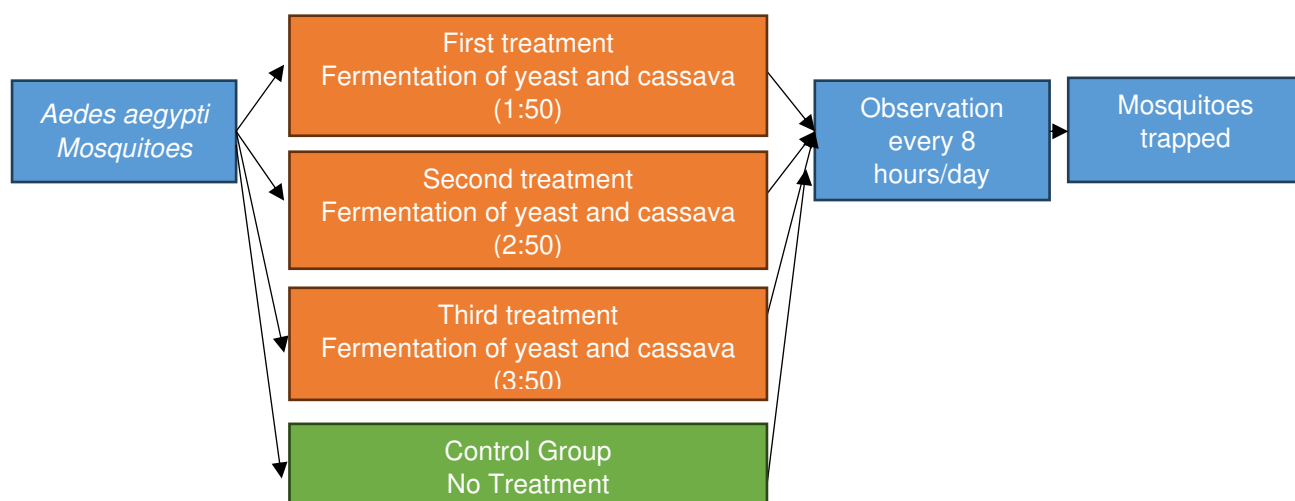 Aedes aegypti
Mosquitoes
First treatment
Fermentation of yeast and cassava
(1:50)
Second treatment
Fermentation of yeast and cassava
(2:50)
Third treatment
Fermentation of yeast and cassava
(3:50)
Control Group
No Treatment
Observation
every 8
hours/day
Mosquitoes
trapped